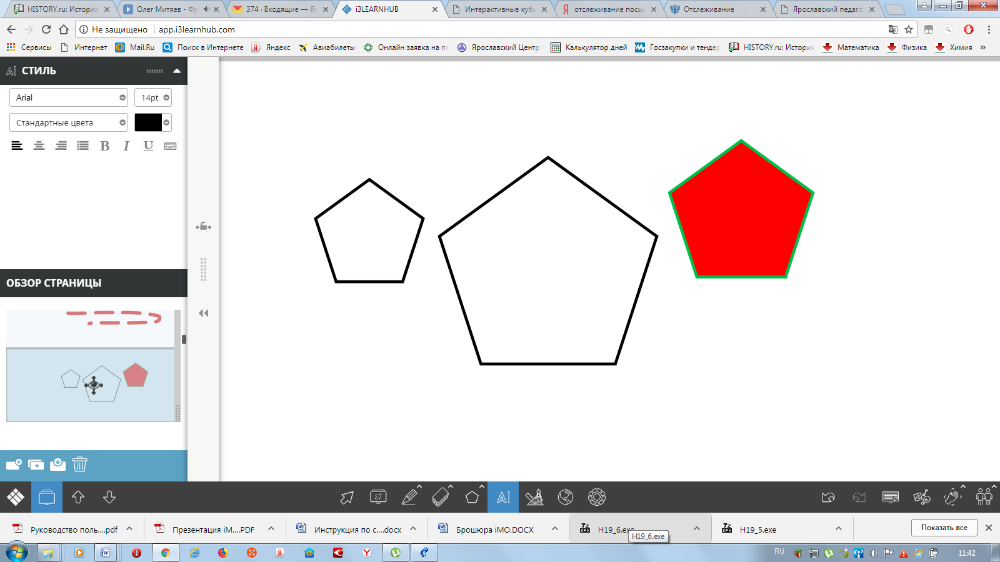 HISTORY.ru: История
Олег Митяев - Фр
374 · Входящие — Ян
i3LEARNHUB
Интерактивные кубы
отслеживание посыл
Отслеживание
Ярославский педагог
Не защищено
app.i3learnhub.com
Сервисы
Интернет
Mail.Ru
Поиск в Интернете
Яндекс
Авиабилеты
Онлайн заявка на по
Ярославский Центр
Калькулятор дней
Госзакупки и тендер
HISTORY.ru: История
Математика
Физика
Химия
»
СТИЛЬ
Arial
14pt
Стандартные цвета
B I U
ОБЗОР СТРАНИЦЫ
Руководство поль....pdf
Презентация iM....PDF
Инструкция по с....docx
Брошюра iMO.DOCX
H19_6.exe
H19_5.exe
Показать все
H19_6.exe
RU
11:42